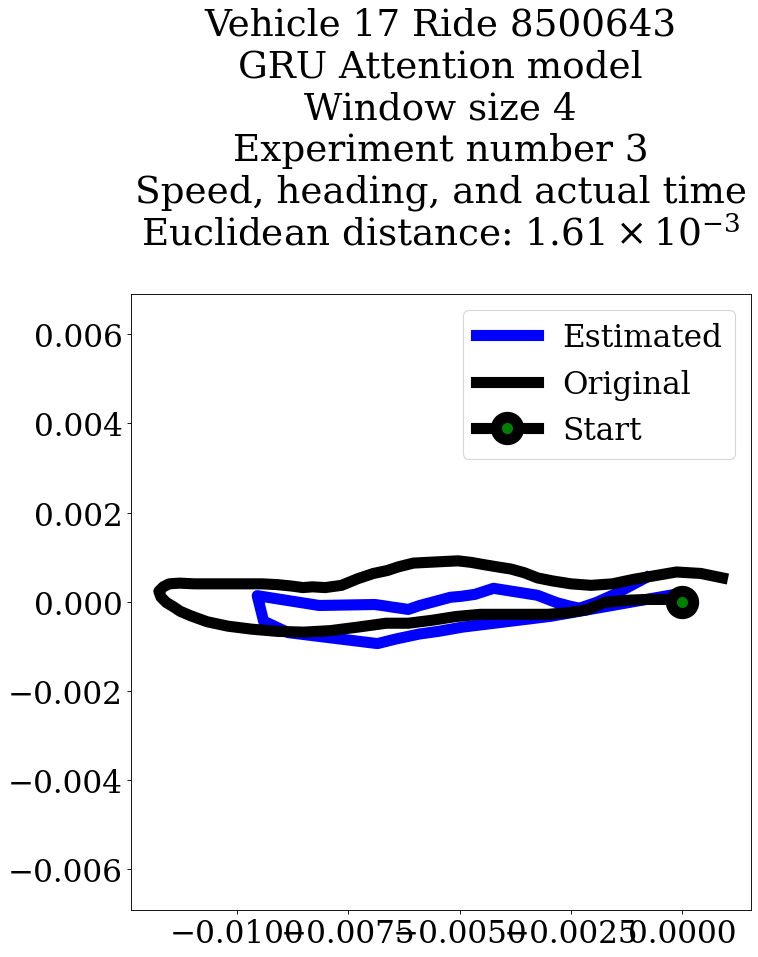 Vehicle 17 Ride 8500643
GRU Attention model
Window size 4
Experiment number 3
Speed, heading, and actual time
Euclidean distance: 1.61 × 10⁻³
Estimated
Original
Start
0.006
0.004
0.002
0.000
−0.002
−0.004
−0.006
−0.0100 −0.0075 −0.0050 −0.0025 0.0000